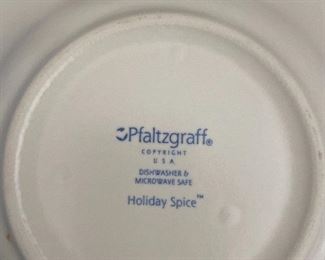 Pfaltzgraff®
COPYRIGHT
USA
DISHWASHER &
MICROWAVE SAFE
Holiday Spice™